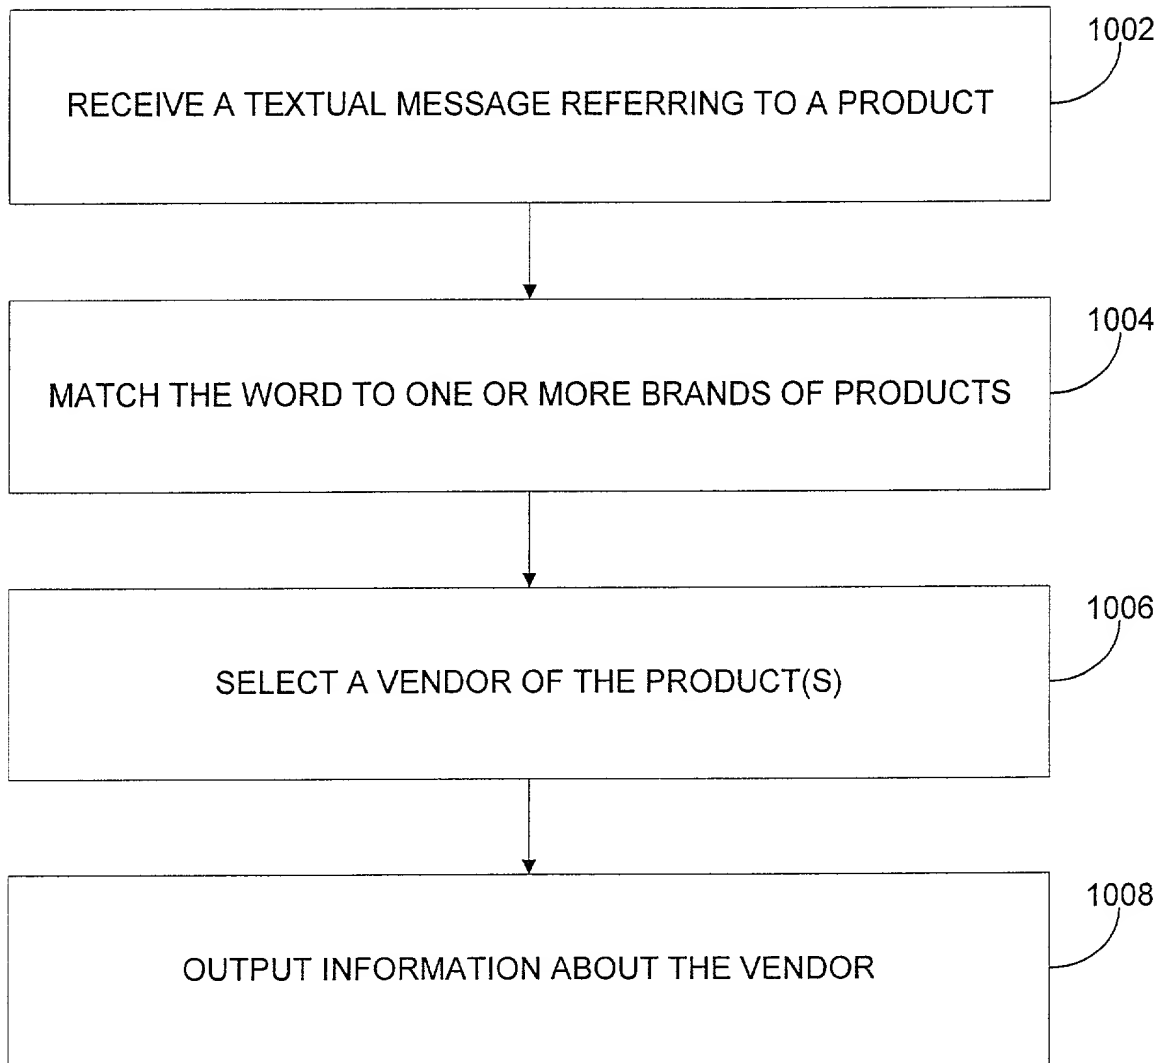 1002
RECEIVE A TEXTUAL MESSAGE REFERRING TO A PRODUCT
1004
MATCH THE WORD TO ONE OR MORE BRANDS OF PRODUCTS
1006
SELECT A VENDOR OF THE PRODUCT(S)
1008
OUTPUT INFORMATION ABOUT THE VENDOR